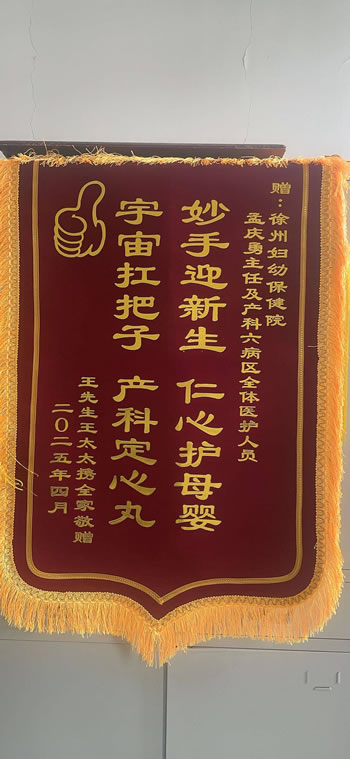 赠：徐州妇幼保健院
孟庆勇主任及产科六病区全体医护人员
妙手迎新生 仁心护母婴
宇宙扛把子 产科定心丸
王先生王太太携全家敬赠
二〇二五年四月